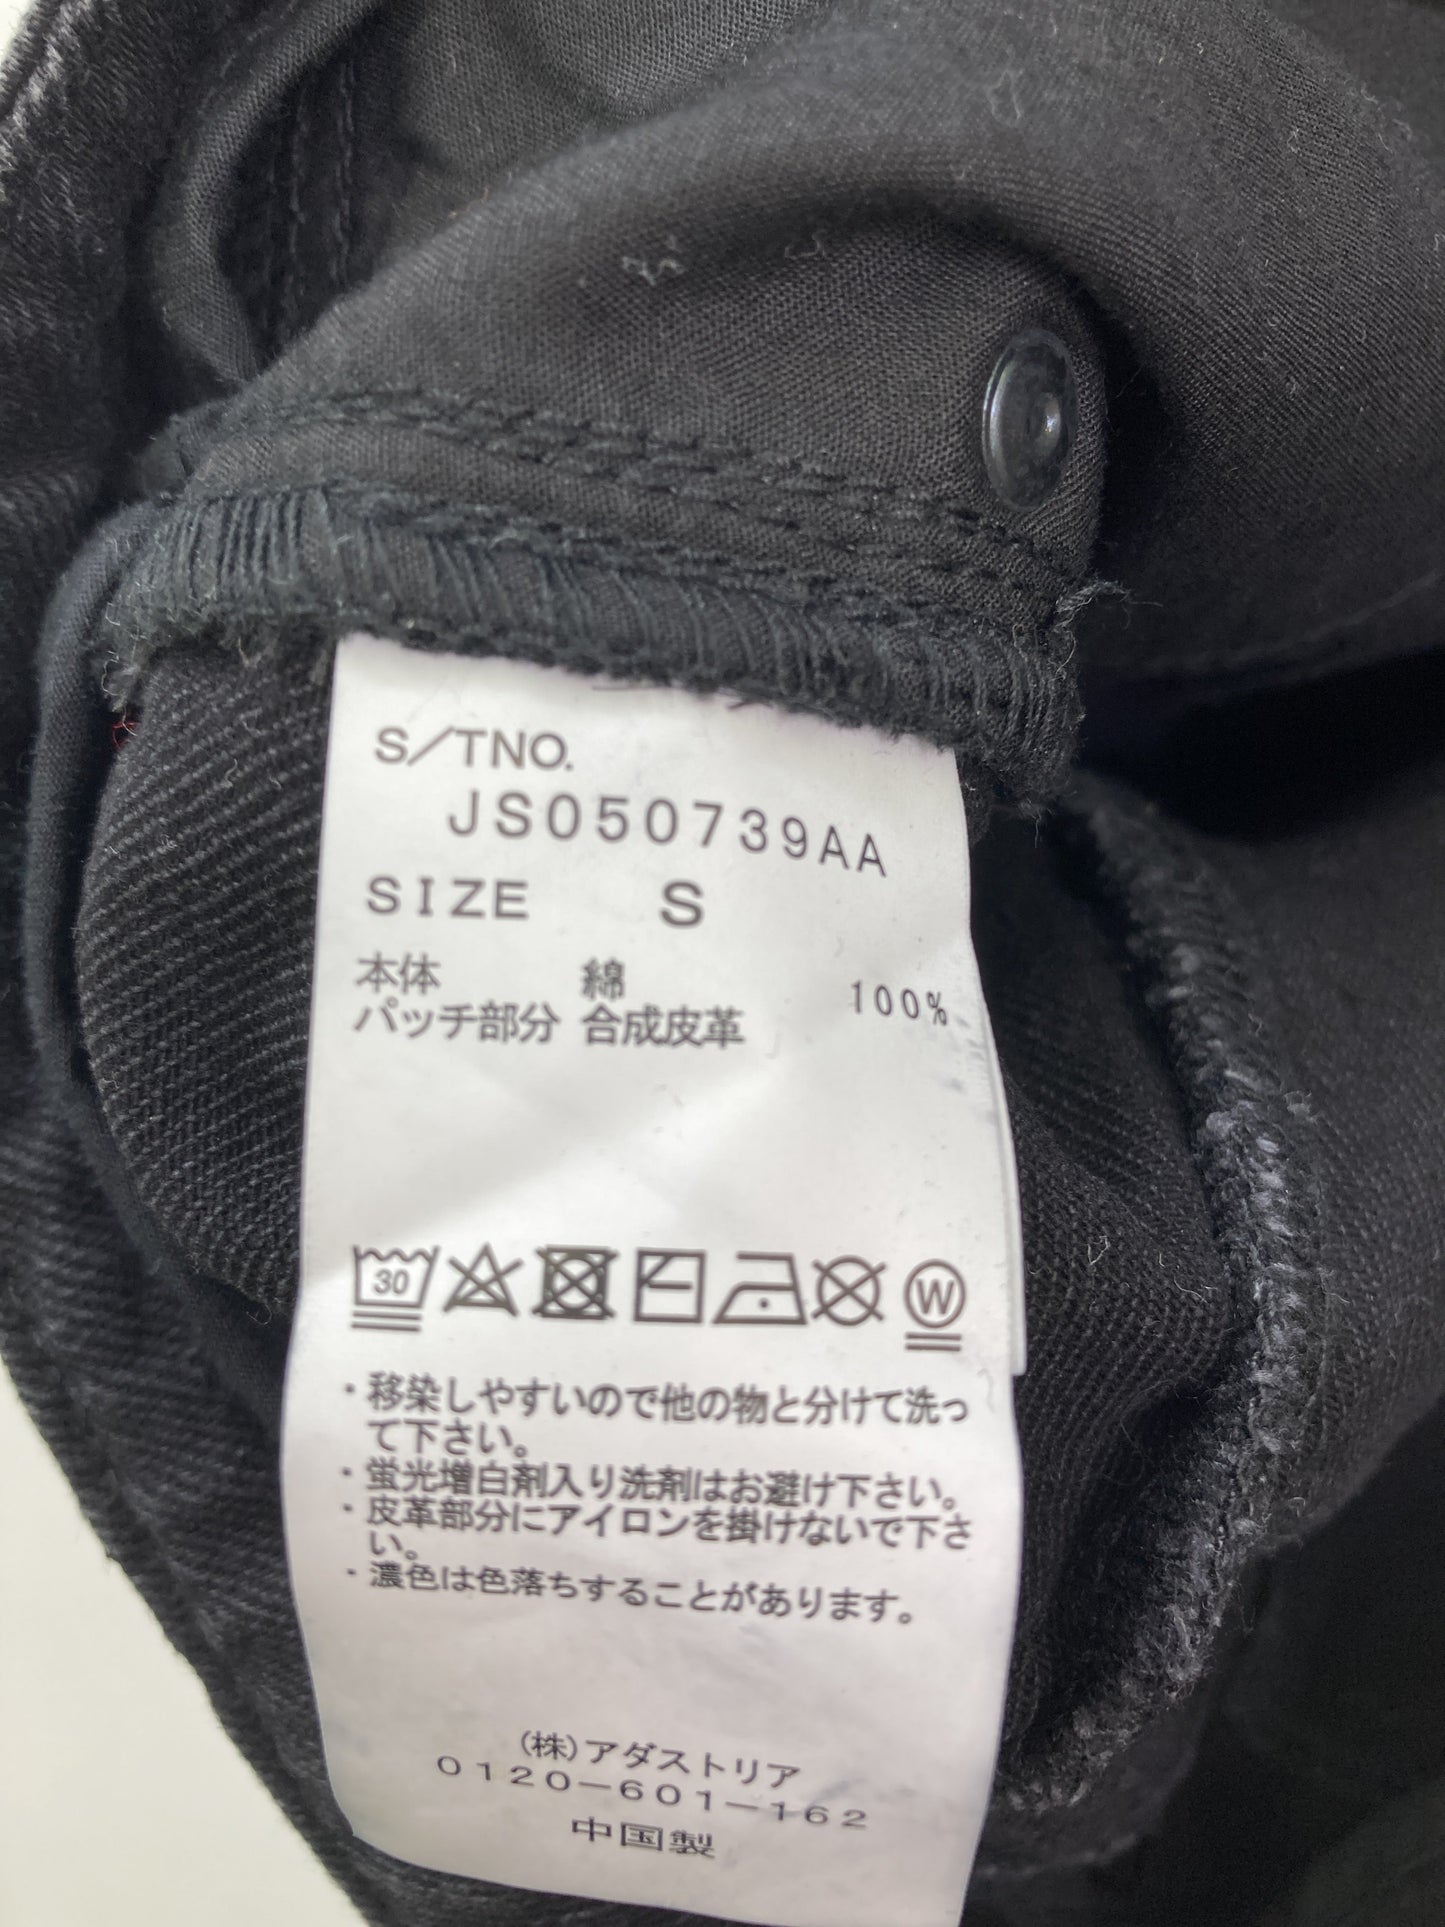 S/TNO.
JS050739AA
SIZE S
本体 綿 100%
パッチ部分 合成皮革
30
W
・移染しやすいので他の物と分けて洗っ
て下さい。
・蛍光増白剤入り洗剤はお避け下さい。
・皮革部分にアイロンを掛けないで下さ
い。
・濃色は色落ちすることがあります。
(株)アダストリア
0120-601-162
中国製